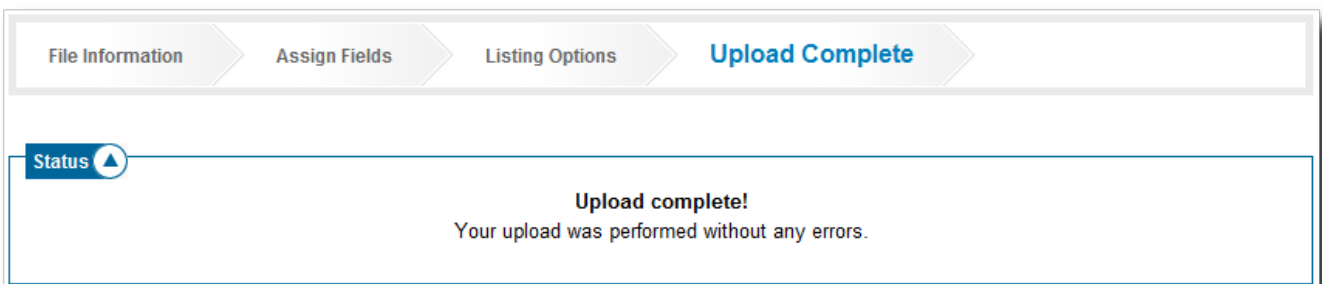 File Information Assign Fields Listing Options Upload Complete
Status
Upload complete!
Your upload was performed without any errors.